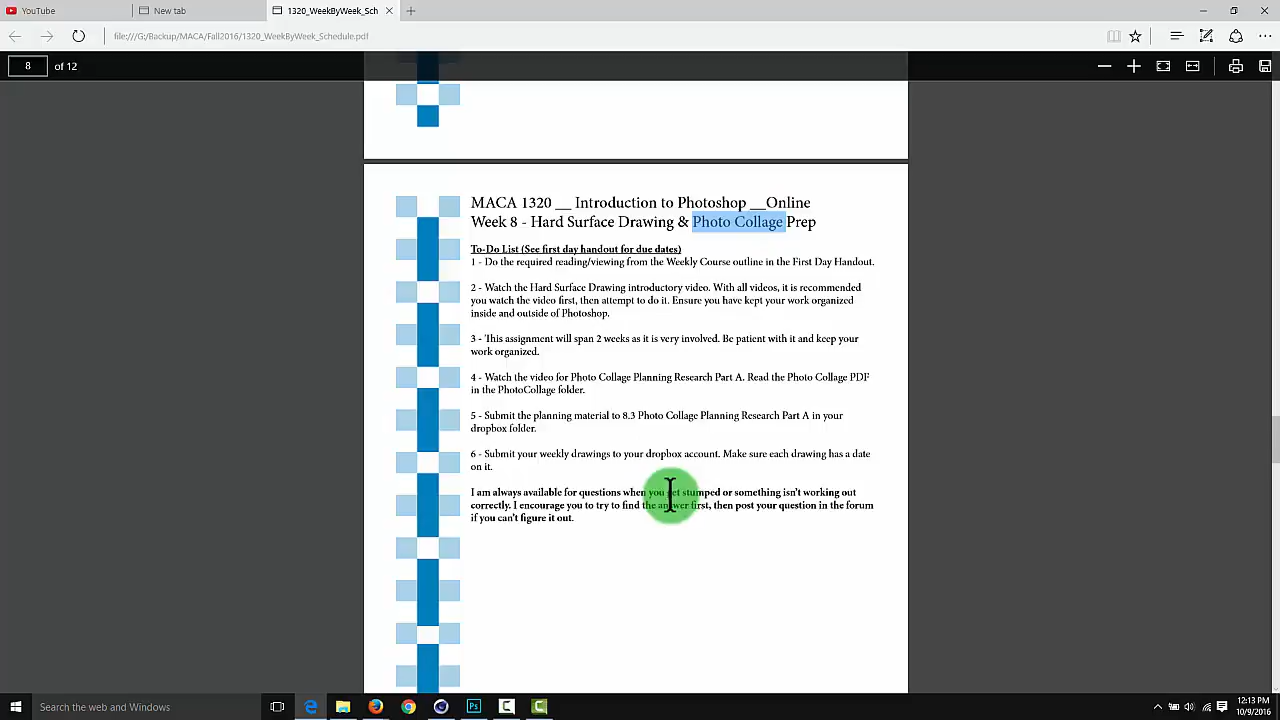 YouTube
New tab
1320_WeekByWeek_Sch
file:///G:/Backup/MACA/Fall2016/1320_WeekByWeek_Schedule.pdf
8 of 12
MACA 1320 __ Introduction to Photoshop __Online
Week 8 - Hard Surface Drawing & Photo Collage Prep
To-Do List (See first day handout for due dates)
1 - Do the required reading/viewing from the Weekly Course outline in the First Day Handout.
2 - Watch the Hard Surface Drawing introductory video. With all videos, it is recommended
you watch the video first, then attempt to do it. Ensure you have kept your work organized
inside and outside of Photoshop.
3 - This assignment will span 2 weeks as it is very involved. Be patient with it and keep your
work organized.
4 - Watch the video for Photo Collage Planning Research Part A. Read the Photo Collage PDF
in the PhotoCollage folder.
5 - Submit the planning material to 8.3 Photo Collage Planning Research Part A in your
dropbox folder.
6 - Submit your weekly drawings to your dropbox account. Make sure each drawing has a date
on it.
I am always available for questions when you get stumped or something isn't working out
correctly. I encourage you to try to find the answer first, then post your question in the forum
if you can't figure it out.
Search the web and Windows
Ps
12:13 PM
10/9/2016